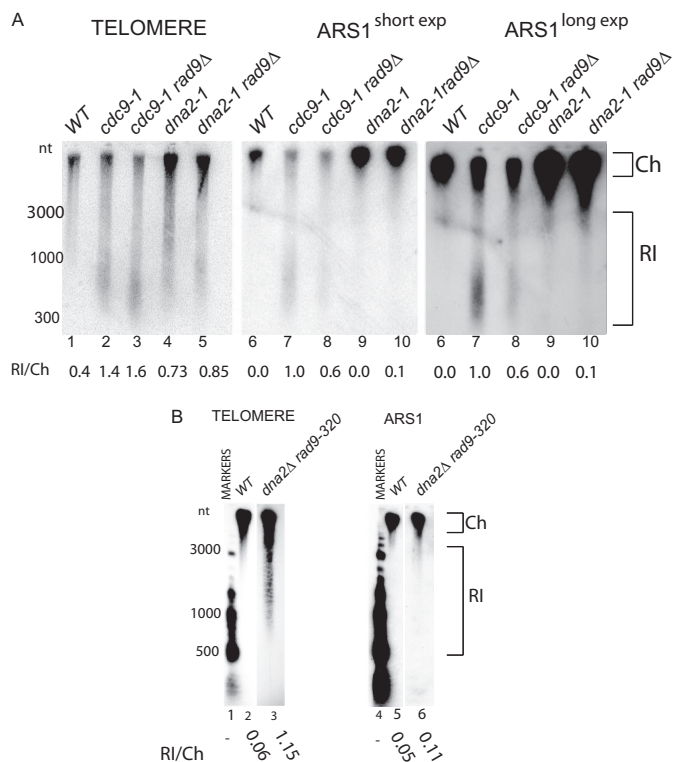 A
TELOMERE
ARS1 short exp
ARS1 long exp
WT
cdc9-1
cdc9-1 rad9Δ
dna2-1
dna2-1 rad9Δ
WT
cdc9-1
cdc9-1 rad9Δ
dna2-1
dna2-1rad9Δ
WT
cdc9-1
cdc9-1 rad9Δ
dna2-1
dna2-1 rad9Δ
nt
Ch
3000
1000
RI
300
1 2 3 4 5 6 7 8 9 10 6 7 8 9 10
RI/Ch 0.4 1.4 1.6 0.73 0.85 0.0 1.0 0.6 0.0 0.1 0.0 1.0 0.6 0.0 0.1
B
TELOMERE
ARS1
MARKERS
WT
dna2Δ rad9-320
MARKERS
WT
dna2Δ rad9-320
nt
Ch
3000
RI
1000
500
1 2 3 4 5 6
RI/Ch - 0.06 1.15 - 0.05 0.11